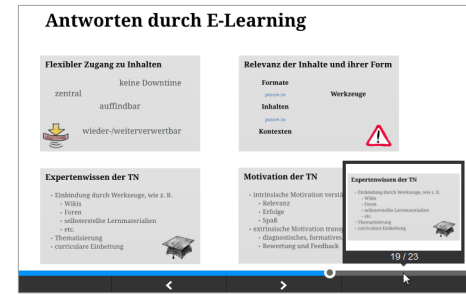 Antworten durch E-Learning
Flexibler Zugang zu Inhalten
keine Downtime
zentral
auffindbar
wieder-/weiterverwertbar
Relevanz der Inhalte und ihrer Form
Formate
passen zu
Werkzeuge
Inhalten
passen zu
Kontexten
Expertenwissen der TN
- Einbindung durch Werkzeuge, wie z. B.
- Wikis
- Foren
- selbsterstellte Lernmaterialien
- etc.
- Thematisierung
- curriculare Einbettung
Motivation der TN
- intrinsische Motivation verstä
- Relevanz
- Erfolge
- Spaß
- extrinsische Motivation trans
- diagnostisches, formatives,
- Bewertung und Feedback
Expertenwissen der TN
- Einbindung durch Werkzeuge, wie z. B.
- Wikis
- Foren
- selbsterstellte Lernmaterialien
- etc.
- Thematisierung
- curriculare Einbettung
19 / 23